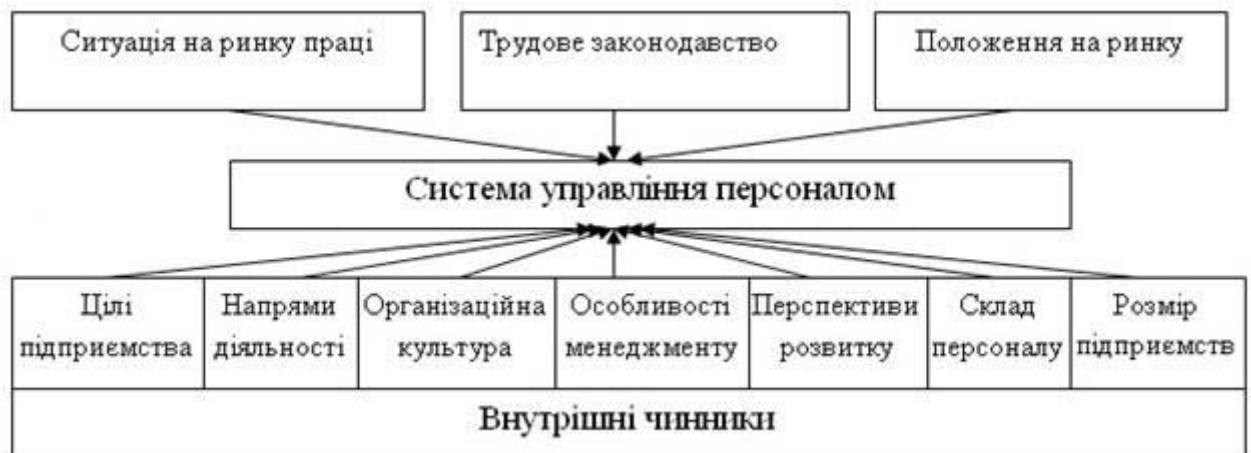 Ситуація на ринку праці
Трудове законодавство
Положення на ринку
Система управління персоналом
Цілі
підприємства
Напрями
діяльності
Організаційна
культура
Особливості
менеджменту
Перспективи
розвитку
Склад
персоналу
Розмір
підприємств
Внутрішні чинники